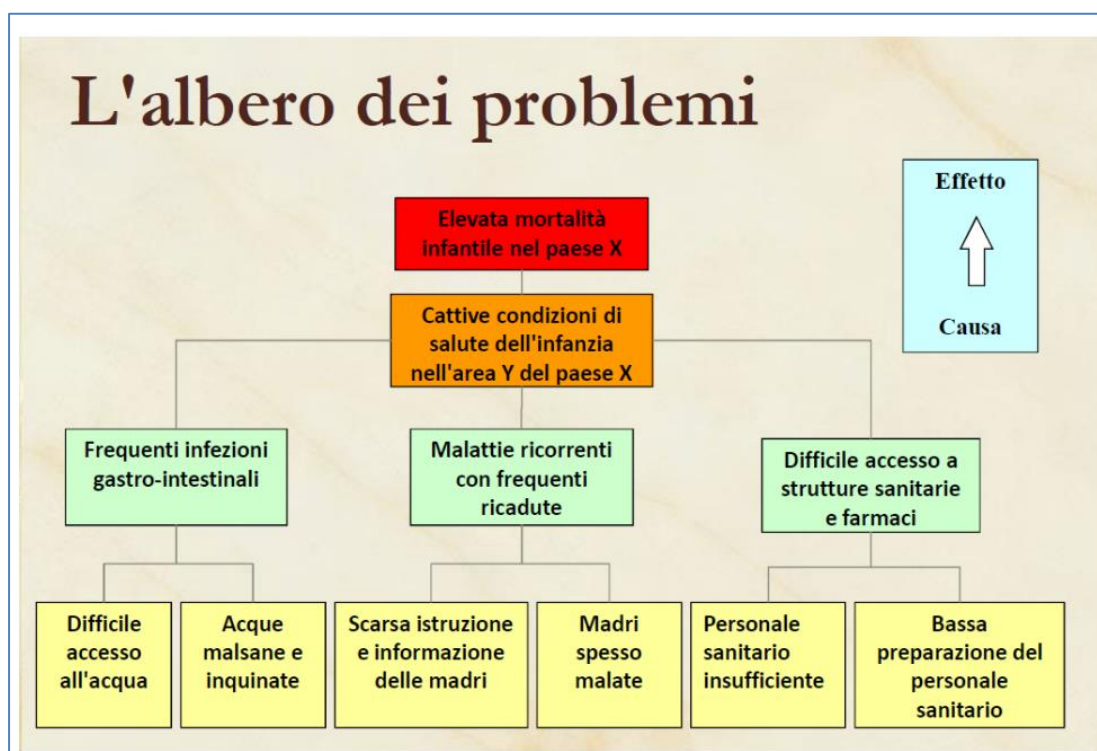 L'albero dei problemi
Effetto
Causa
Elevata mortalità
infantile nel paese X
Cattive condizioni di
salute dell'infanzia
nell'area Y del paese X
Frequenti infezioni
gastro-intestinali
Malattie ricorrenti
con frequenti
ricadute
Difficile accesso a
strutture sanitarie
e farmaci
Difficile
accesso
all'acqua
Acque
malsane e
inquinate
Scarsa istruzione
e informazione
delle madri
Madri
spesso
malate
Personale
sanitario
insufficiente
Bassa
preparazione del
personale
sanitario